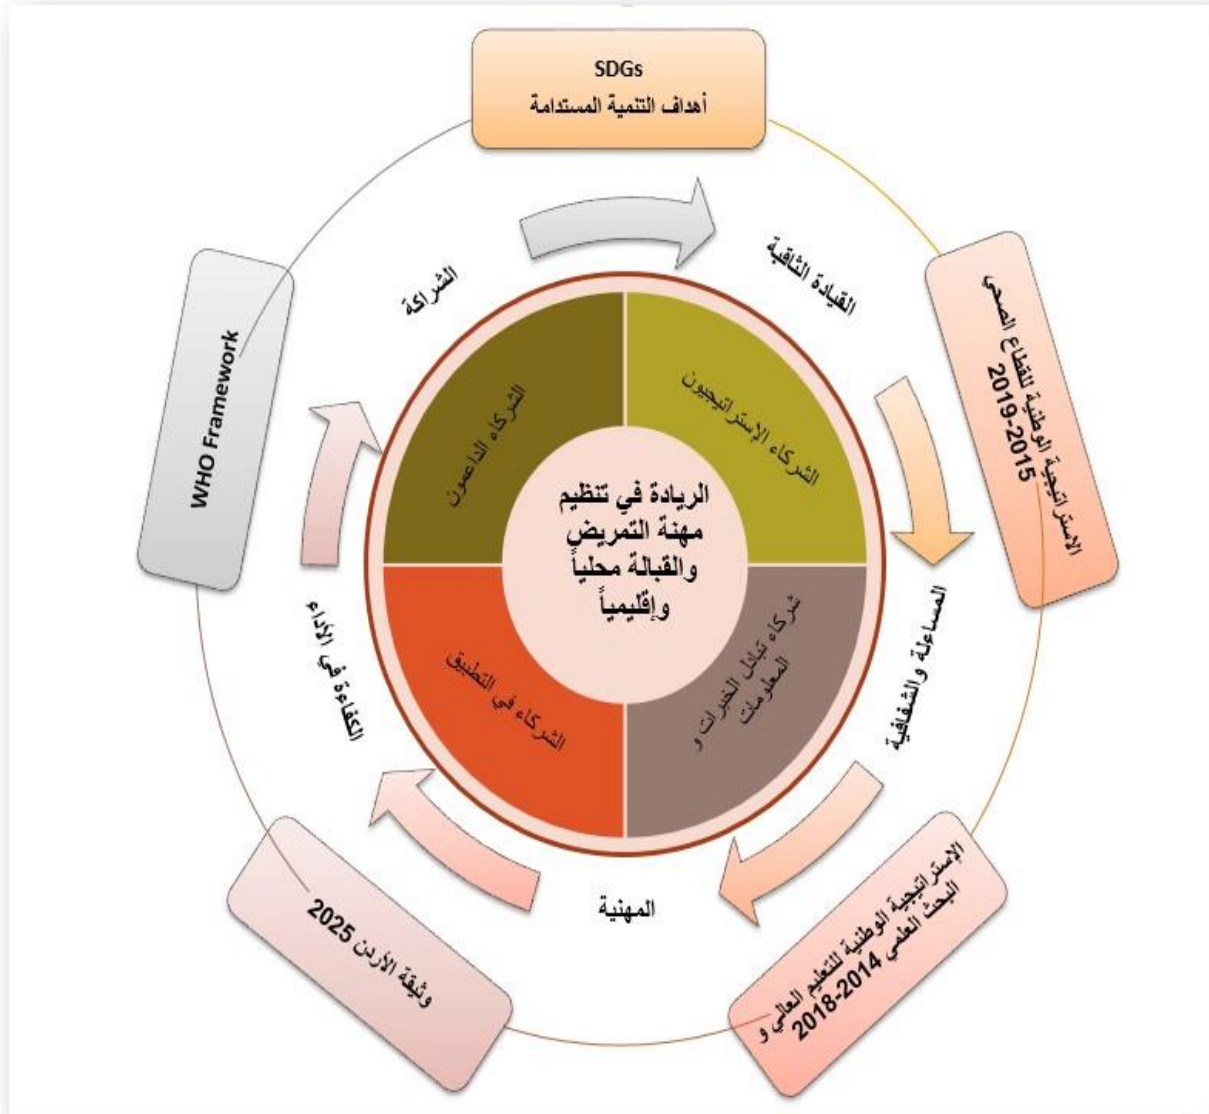 SDGs
أهداف التنمية المستدامة
القيادة الثاقبة
الشراكة
الاستراتيجية الوطنية للقطاع الصحي
2019-2015
WHO Framework
الشركاء الإستراتيجيون
الشركاء الداعمون
الريادة في تنظيم
مهنة التمريض
والقبالة محلياً
وإقليمياً
شركاء تبادل الخبرات و
المعلومات
الشركاء في التطبيق
المساءلة والشفافية
الكفاءة في الأداء
المهنية
الإستراتيجية الوطنية للتعليم العالي و
البحث العلمي 2014-2018
وثيقة الأردن 2025